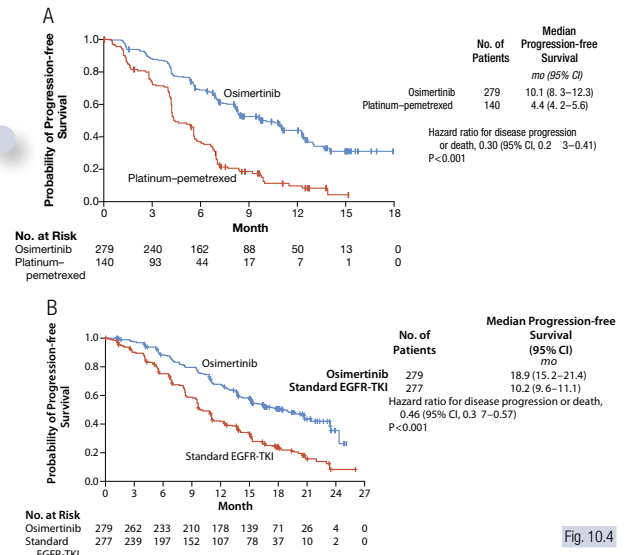 A
Probability of Progression-free
Survival
1.0
0.8
0.6
0.4
0.2
0.0
0 3 6 9 12 15 18
Month
Osimertinib
Platinum–pemetrexed
No. of
Patients
Median
Progression-free
Survival
mo (95% CI)
Osimertinib 279 10.1 (8. 3–12.3)
Platinum–pemetrexed 140 4.4 (4. 2–5.6)
Hazard ratio for disease progression
or death, 0.30 (95% CI, 0.2 3–0.41)
P<0.001
No. at Risk
Osimertinib 279 240 162 88 50 13 0
Platinum– 140 93 44 17 7 1 0
pemetrexed
B
Probability of Progression-free
Survival
1.0
0.8
0.6
0.4
0.2
0.0
0 3 6 9 12 15 18 21 24 27
Month
Osimertinib
Standard EGFR-TKI
No. of
Patients
Median Progression-free
Survival
(95% CI)
mo
Osimertinib 279 18.9 (15. 2–21.4)
Standard EGFR-TKI 277 10.2 (9. 6–11.1)
Hazard ratio for disease progression or death,
0.46 (95% CI, 0.3 7–0.57)
P<0.001
No. at Risk
Osimertinib 279 262 233 210 178 139 71 26 4 0
Standard 277 239 197 152 107 78 37 10 2 0
EGFR-TKI
Fig. 10.4